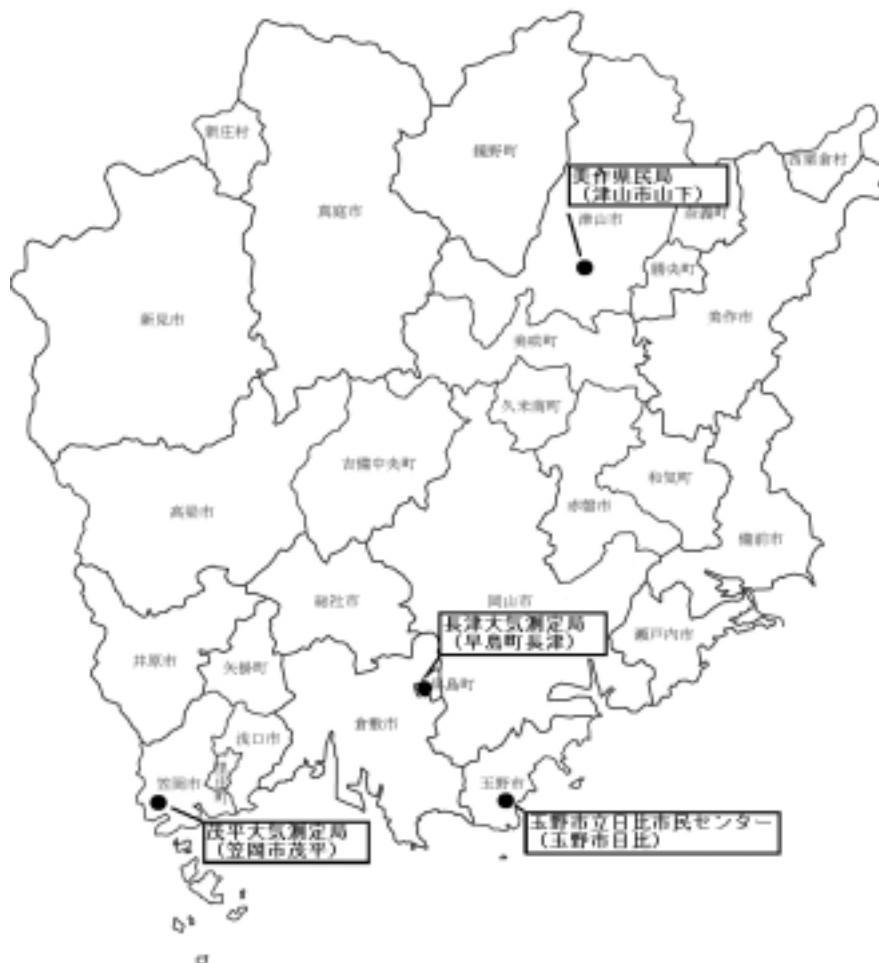 新庄村
鏡野町
西粟倉村
美作県民局
（津山市山下）
真庭市
津山市
勝央町
新見市
美作市
美咲町
久米南町
吉備中央町
和気町
高梁市
赤磐市
備前市
総社市
岡山市
長津大気測定局
（早島町長津）
瀬戸内市
井原市
矢掛町
早島町
倉敷市
浅口市
笠岡市
玉野市
茂平大気測定局
（笠岡市茂平）
玉野市立日比市民センター
（玉野市日比）